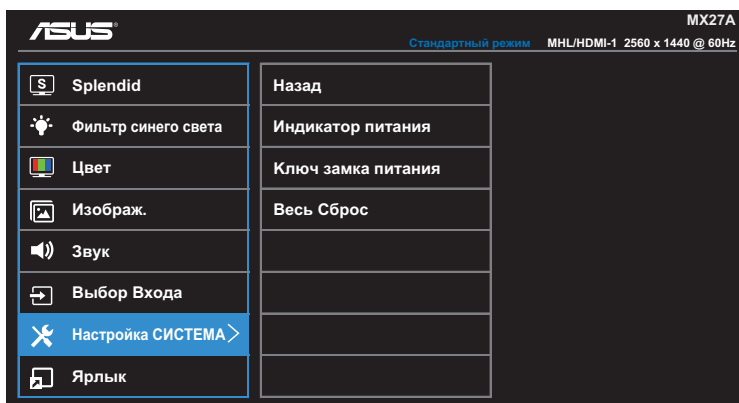 ASUS
MX27A
Стандартный режим MHL/HDMI-1 2560 x 1440 @ 60Hz
S Splendid
Фильтр синего света
Цвет
Изображ.
Звук
Выбор Входа
Настройка СИСТЕМА
Ярлык
Назад
Индикатор питания
Ключ замка питания
Весь Сброс